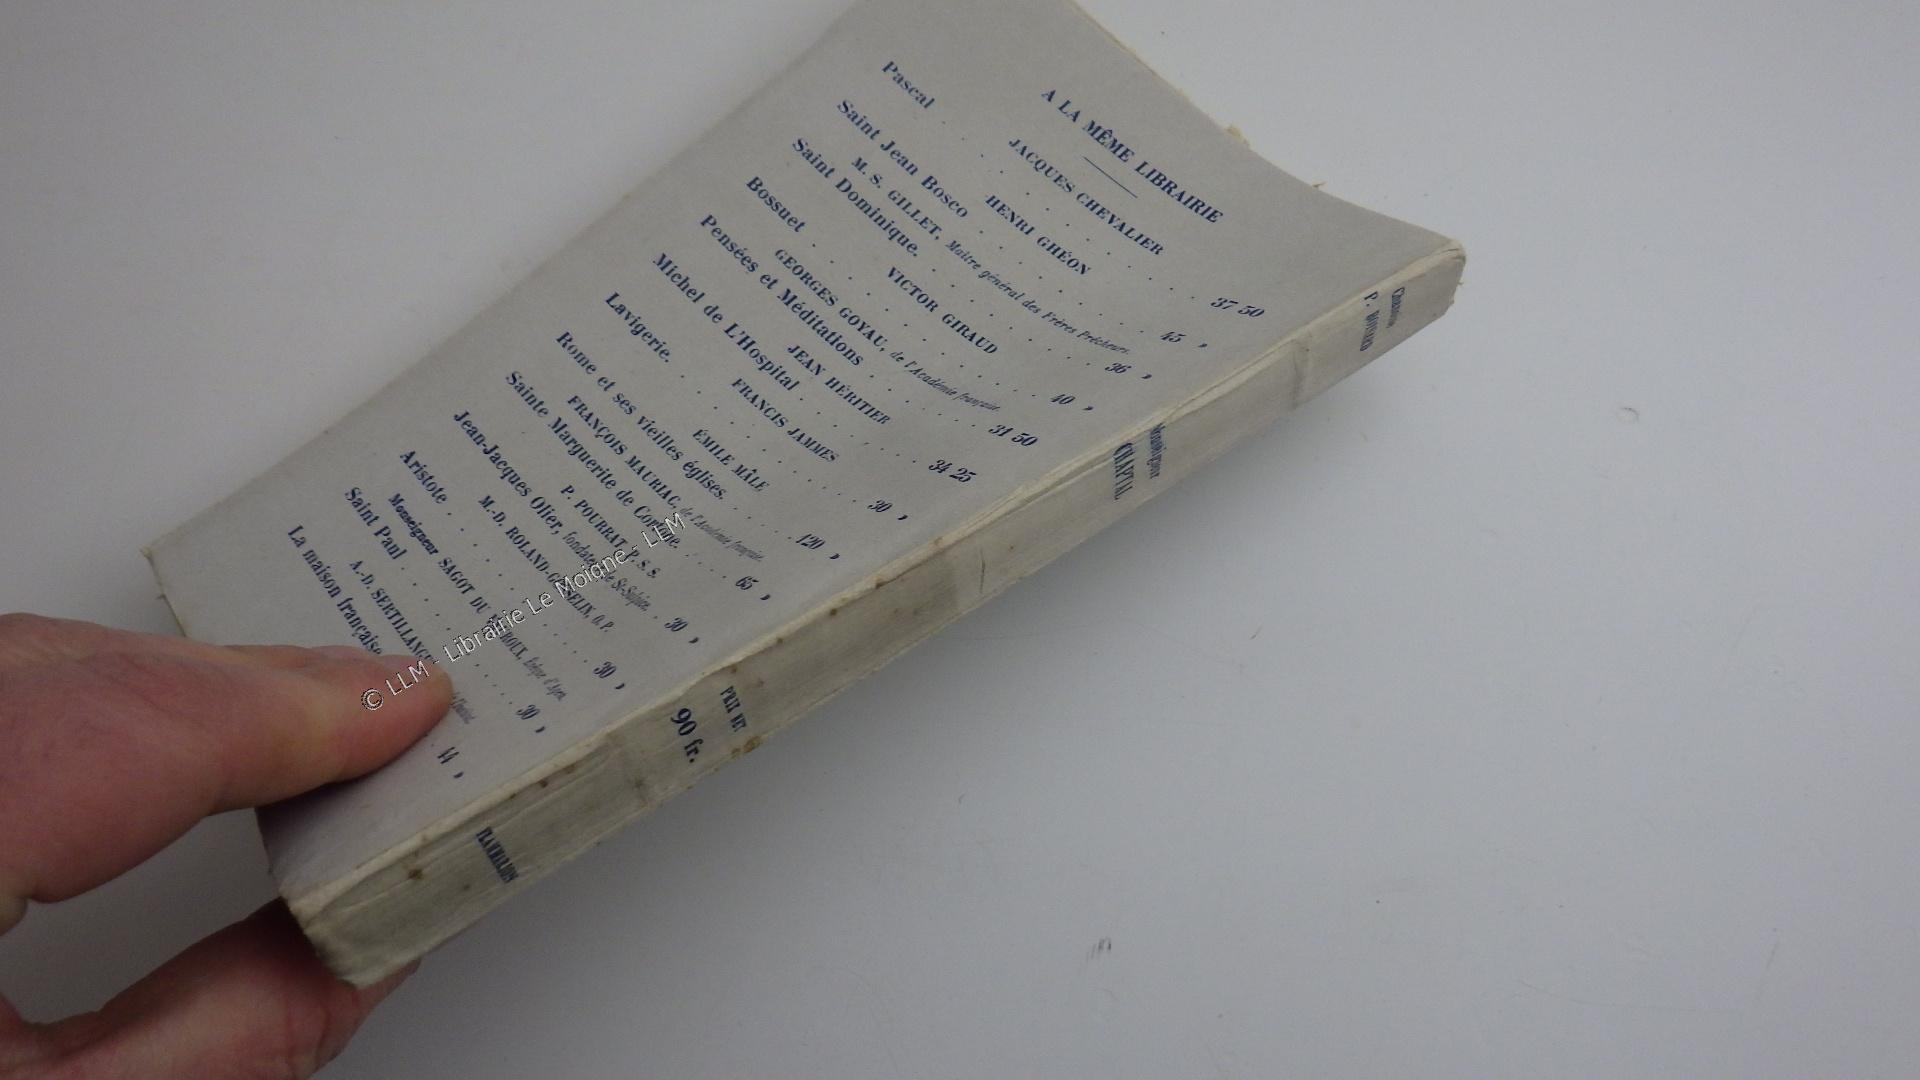 A LA MÊME LIBRAIRIE
JACQUES CHEVALIER
Pascal . . . . . . . . . 37 50
HENRI GHÉON
Saint Jean Bosco . . . . . . 45 »
M. S. GILLET, Maître général des Frères Prêcheurs.
Saint Dominique. . . . . . . 36 »
VICTOR GIRAUD
Bossuet . . . . . . . . . 40 »
GEORGES GOYAU, de l'Académie française.
Pensées et Méditations . . . . . 31 50
JEAN HÉRITIER
Michel de L'Hospital . . . . . 34 25
FRANCIS JAMMES
Lavigerie. . . . . . . . . 30 »
ÉMILE MÂLE
Rome et ses vieilles églises. . . . . 120 »
FRANÇOIS MAURIAC, de l'Académie française.
Sainte Marguerite de Cortone. . . . 65 »
P. POURRAT, P. S. S.
Jean-Jacques Olier, fondateur de St-Sulpice. . 30 »
M.-D. ROLAND-GOSSELIN, O. P.
Aristote . . . . . . . . . 30 »
Monseigneur SAGOT DU VAUROUX, Évêque d'Agen.
Saint Paul . . . . . . . . 30 »
A.-D. SERTILLANGES
La maison française . 44 »
Chanoine
P.
Monseigneur
CHAPTAL
PRIX NET
90 fr.
FLAMMARION
© LLM - Librairie Le Moigne - LLM